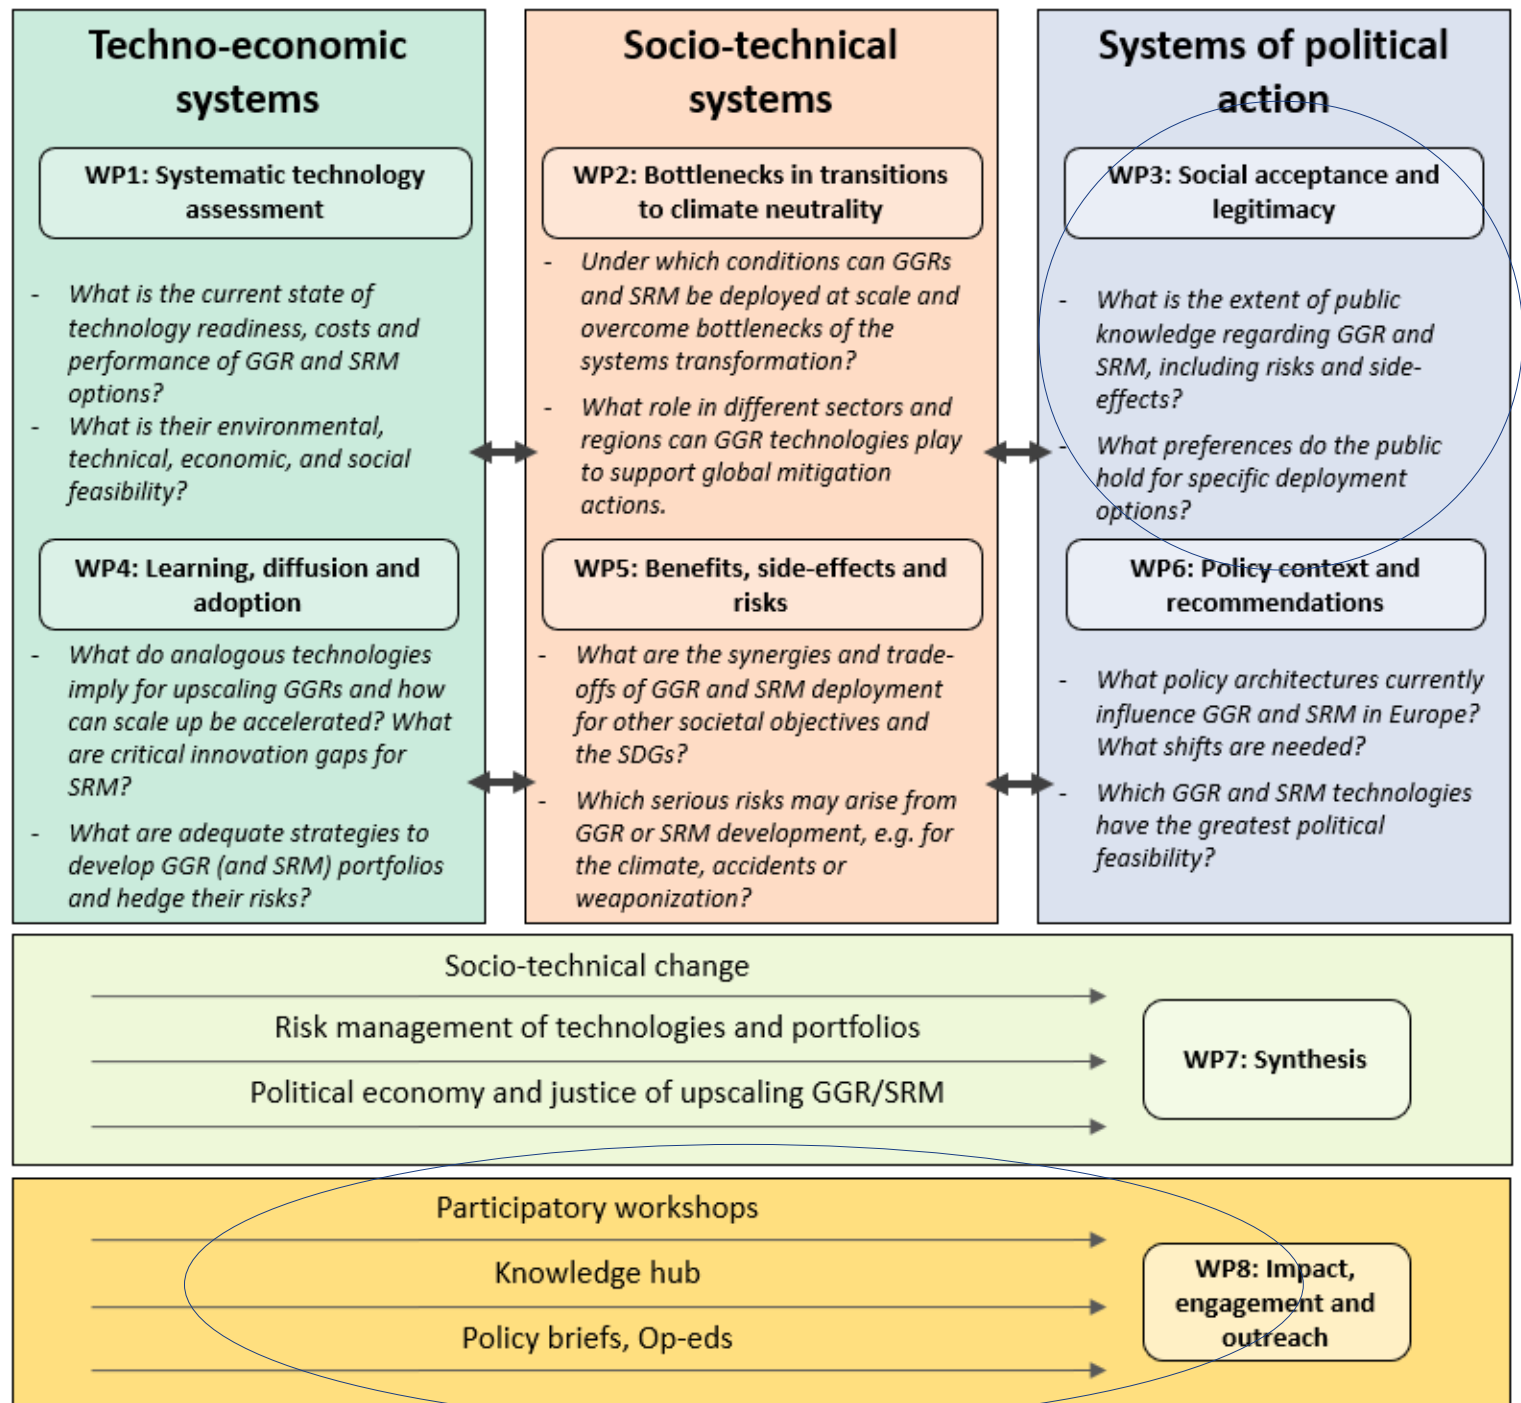 Techno-economic
systems
WP1: Systematic technology
assessment
- What is the current state of
technology readiness, costs and
performance of GGR and SRM
options?
- What is their environmental,
technical, economic, and social
feasibility?
WP4: Learning, diffusion and
adoption
- What do analogous technologies
imply for upscaling GGRs and how
can scale up be accelerated? What
are critical innovation gaps for
SRM?
- What are adequate strategies to
develop GGR (and SRM) portfolios
and hedge their risks?
Socio-technical
systems
WP2: Bottlenecks in transitions
to climate neutrality
- Under which conditions can GGRs
and SRM be deployed at scale and
overcome bottlenecks of the
systems transformation?
- What role in different sectors and
regions can GGR technologies play
to support global mitigation
actions.
WP5: Benefits, side-effects and
risks
- What are the synergies and trade-
offs of GGR and SRM deployment
for other societal objectives and
the SDGs?
- Which serious risks may arise from
GGR or SRM development, e.g. for
the climate, accidents or
weaponization?
Systems of political
action
WP3: Social acceptance and
legitimacy
- What is the extent of public
knowledge regarding GGR and
SRM, including risks and side-
effects?
- What preferences do the public
hold for specific deployment
options?
WP6: Policy context and
recommendations
- What policy architectures currently
influence GGR and SRM in Europe?
What shifts are needed?
- Which GGR and SRM technologies
have the greatest political
feasibility?
Socio-technical change
Risk management of technologies and portfolios
Political economy and justice of upscaling GGR/SRM
WP7: Synthesis
Participatory workshops
Knowledge hub
Policy briefs, Op-eds
WP8: Impact,
engagement and
outreach